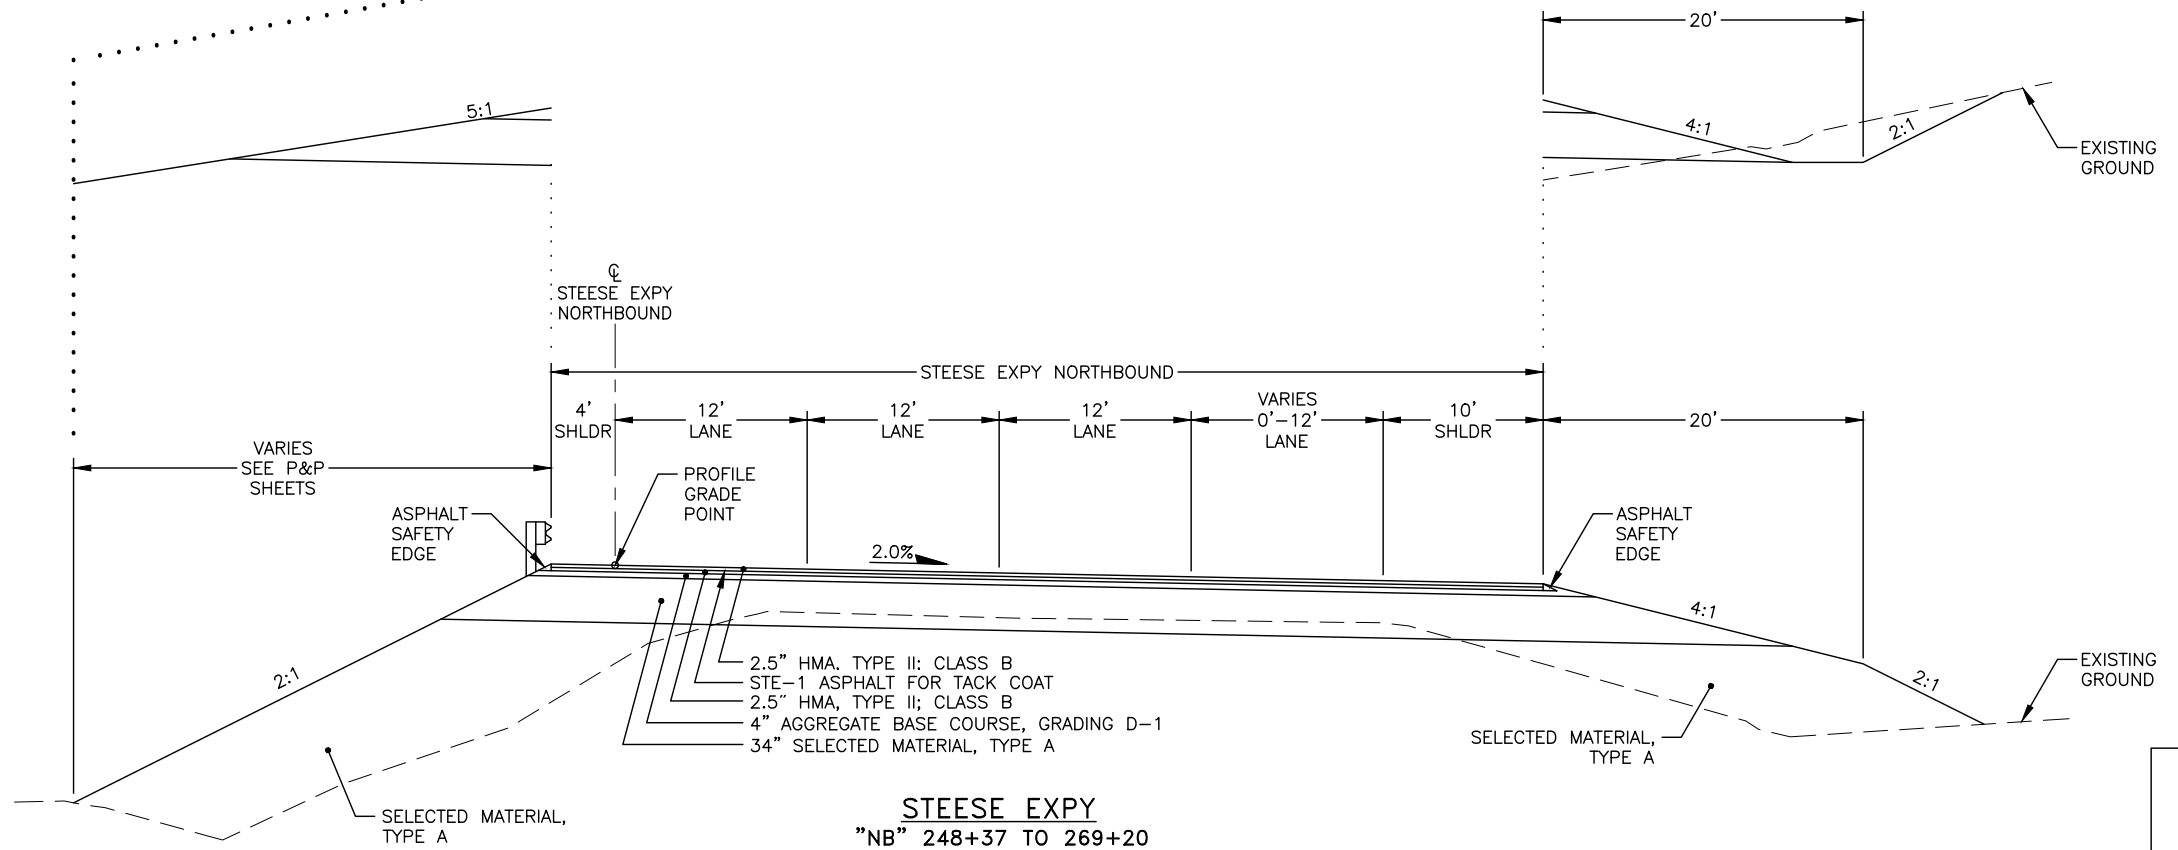 20'
5:1
4:1
2:1
EXISTING
GROUND
℄
STEESE EXPY
NORTHBOUND
STEESE EXPY NORTHBOUND
4'
SHLDR
12'
LANE
12'
LANE
12'
LANE
VARIES
0'-12'
LANE
10'
SHLDR
20'
VARIES
SEE P&P
SHEETS
PROFILE
GRADE
POINT
ASPHALT
SAFETY
EDGE
ASPHALT
SAFETY
EDGE
2.0%
4:1
2:1
2:1
EXISTING
GROUND
2.5" HMA, TYPE II; CLASS B
STE-1 ASPHALT FOR TACK COAT
2.5" HMA, TYPE II; CLASS B
4" AGGREGATE BASE COURSE, GRADING D-1
34" SELECTED MATERIAL, TYPE A
SELECTED MATERIAL,
TYPE A
SELECTED MATERIAL,
TYPE A
STEESE EXPY
"NB" 248+37 TO 269+20